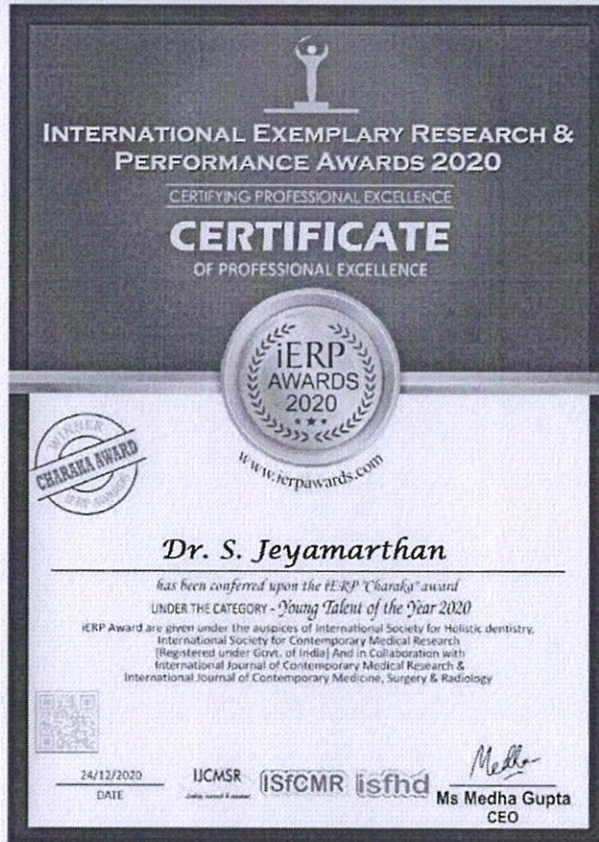 INTERNATIONAL EXEMPLARY RESEARCH &
PERFORMANCE AWARDS 2020
CERTIFYING PROFESSIONAL EXCELLENCE
CERTIFICATE
OF PROFESSIONAL EXCELLENCE
iERP
AWARDS
2020
www.ierpawards.com
WINNER
CHARAKA AWARD
IERP AWARDS
Dr. S. Jeyamarthan
has been conferred upon the iERP "Charaka" award
UNDER THE CATEGORY - Young Talent of the Year 2020
iERP Award are given under the auspices of International Society for Holistic dentistry,
International Society for Contemporary Medical Research
[Registered under Govt. of India] And in Collaboration with
International Journal of Contemporary Medical Research &
International Journal of Contemporary Medicine, Surgery & Radiology
24/12/2020
DATE
IJCMSR
ISfCMR
isfhd
Medha
Ms Medha Gupta
CEO